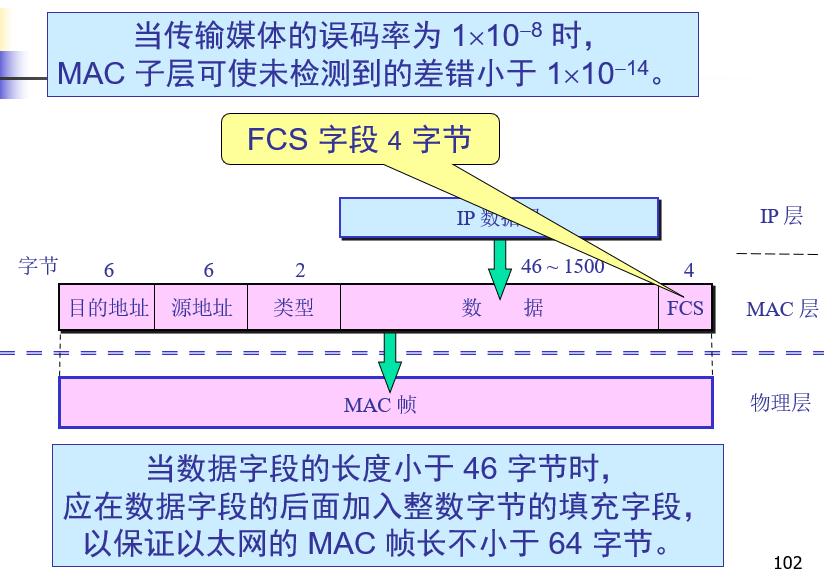 当传输媒体的误码率为 1×10–8 时，
MAC 子层可使未检测到的差错小于 1×10–14。
FCS 字段 4 字节
IP 数据
IP 层
字节
6
6
2
46 ~ 1500
4
目的地址
源地址
类型
数 据
FCS
MAC 层
MAC 帧
物理层
当数据字段的长度小于 46 字节时，
应在数据字段的后面加入整数字节的填充字段，
以保证以太网的 MAC 帧长不小于 64 字节。
102